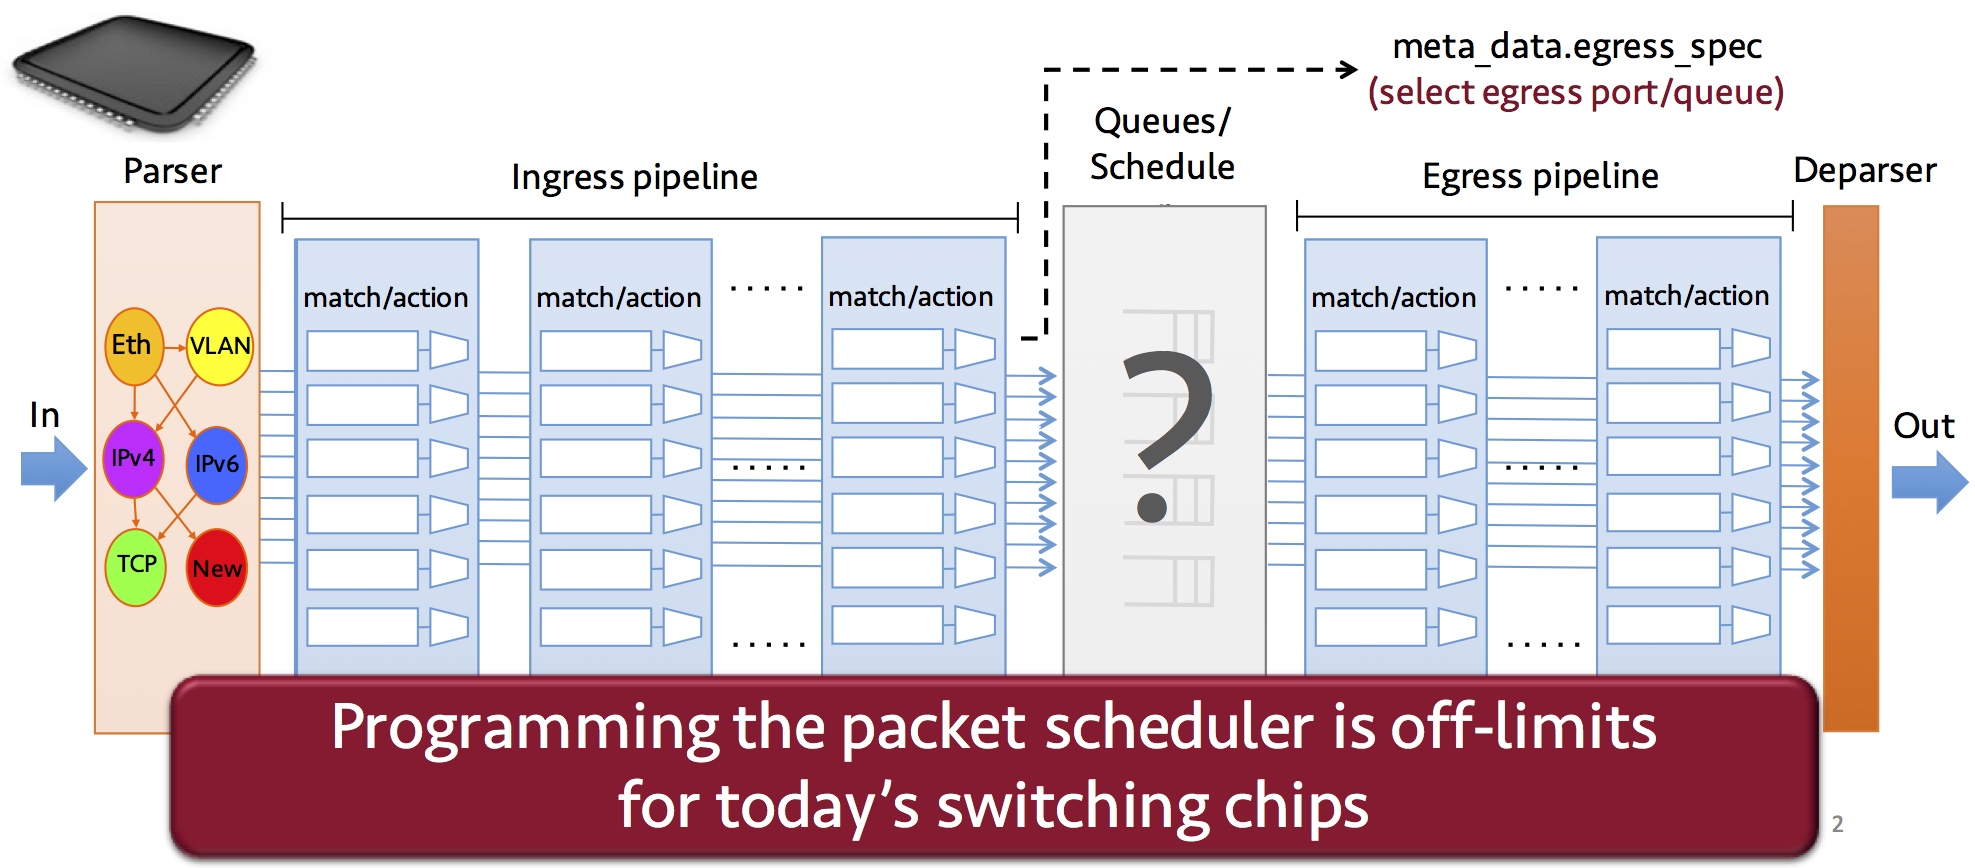 meta_data.egress_spec
(select egress port/queue)
Queues/
Schedule
Parser
Ingress pipeline
Egress pipeline
Deparser
match/action
match/action
.....
match/action
match/action
.....
match/action
Eth
VLAN
In
IPv4
IPv6
.....
?
.....
Out
TCP
New
.....
.....
Programming the packet scheduler is off-limits
for today’s switching chips
2